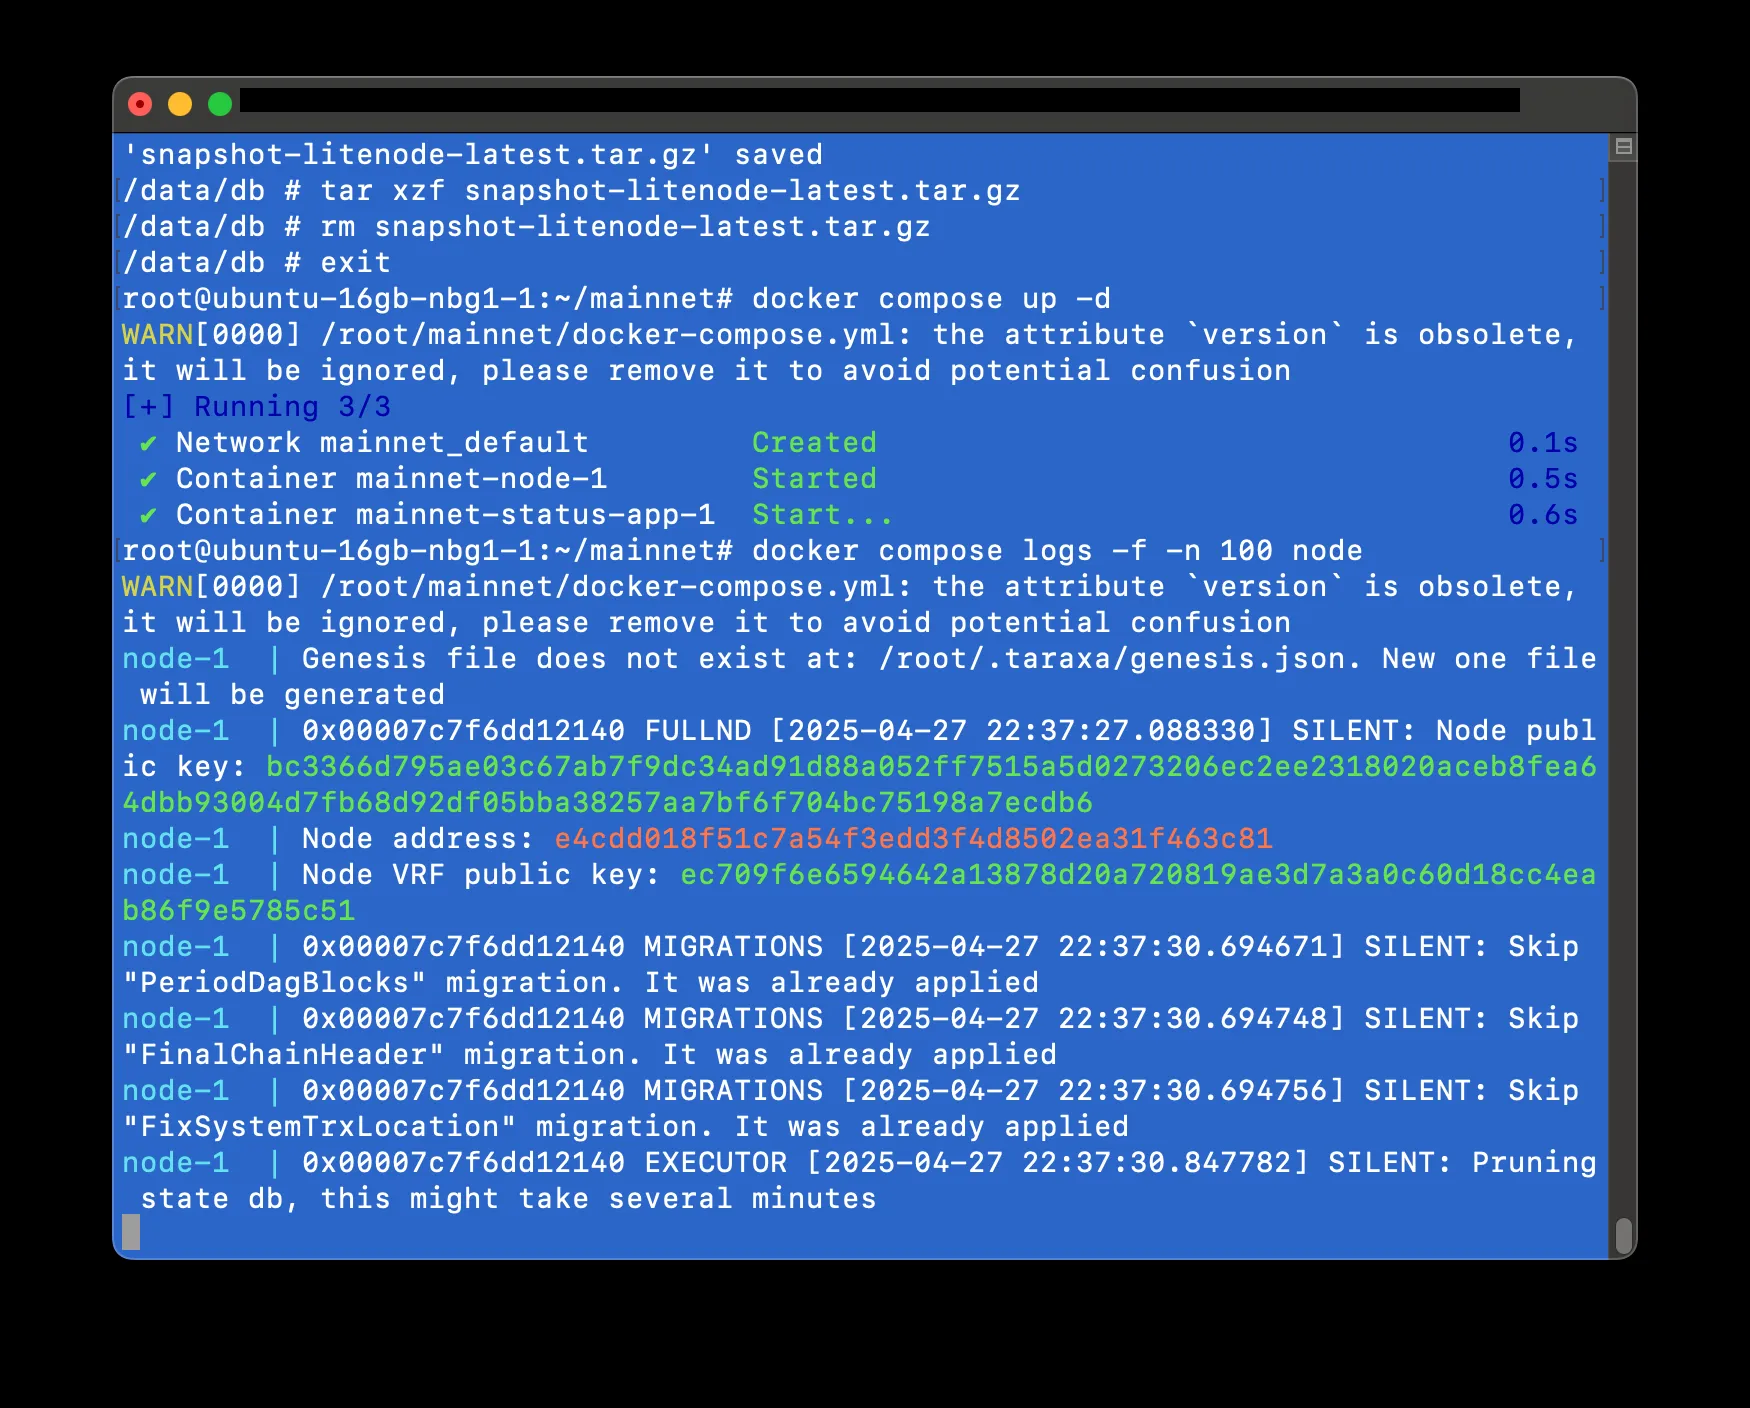 'snapshot-litenode-latest.tar.gz' saved
[/data/db # tar xzf snapshot-litenode-latest.tar.gz ]
[/data/db # rm snapshot-litenode-latest.tar.gz ]
[/data/db # exit ]
[root@ubuntu-16gb-nbg1-1:~/mainnet# docker compose up -d ]
WARN[0000] /root/mainnet/docker-compose.yml: the attribute `version` is obsolete,
it will be ignored, please remove it to avoid potential confusion
[+] Running 3/3
✔ Network mainnet_default Created 0.1s
✔ Container mainnet-node-1 Started 0.5s
✔ Container mainnet-status-app-1 Start... 0.6s
[root@ubuntu-16gb-nbg1-1:~/mainnet# docker compose logs -f -n 100 node ]
WARN[0000] /root/mainnet/docker-compose.yml: the attribute `version` is obsolete,
it will be ignored, please remove it to avoid potential confusion
node-1 | Genesis file does not exist at: /root/.taraxa/genesis.json. New one file
will be generated
node-1 | 0x00007c7f6dd12140 FULLND [2025-04-27 22:37:27.088330] SILENT: Node publ
ic key: bc3366d795ae03c67ab7f9dc34ad91d88a052ff7515a5d0273206ec2ee2318020aceb8fea6
4dbb93004d7fb68d92df05bba38257aa7bf6f704bc75198a7ecdb6
node-1 | Node address: e4cdd018f51c7a54f3edd3f4d8502ea31f463c81
node-1 | Node VRF public key: ec709f6e6594642a13878d20a720819ae3d7a3a0c60d18cc4ea
b86f9e5785c51
node-1 | 0x00007c7f6dd12140 MIGRATIONS [2025-04-27 22:37:30.694671] SILENT: Skip
"PeriodDagBlocks" migration. It was already applied
node-1 | 0x00007c7f6dd12140 MIGRATIONS [2025-04-27 22:37:30.694748] SILENT: Skip
"FinalChainHeader" migration. It was already applied
node-1 | 0x00007c7f6dd12140 MIGRATIONS [2025-04-27 22:37:30.694756] SILENT: Skip
"FixSystemTrxLocation" migration. It was already applied
node-1 | 0x00007c7f6dd12140 EXECUTOR [2025-04-27 22:37:30.847782] SILENT: Pruning
state db, this might take several minutes